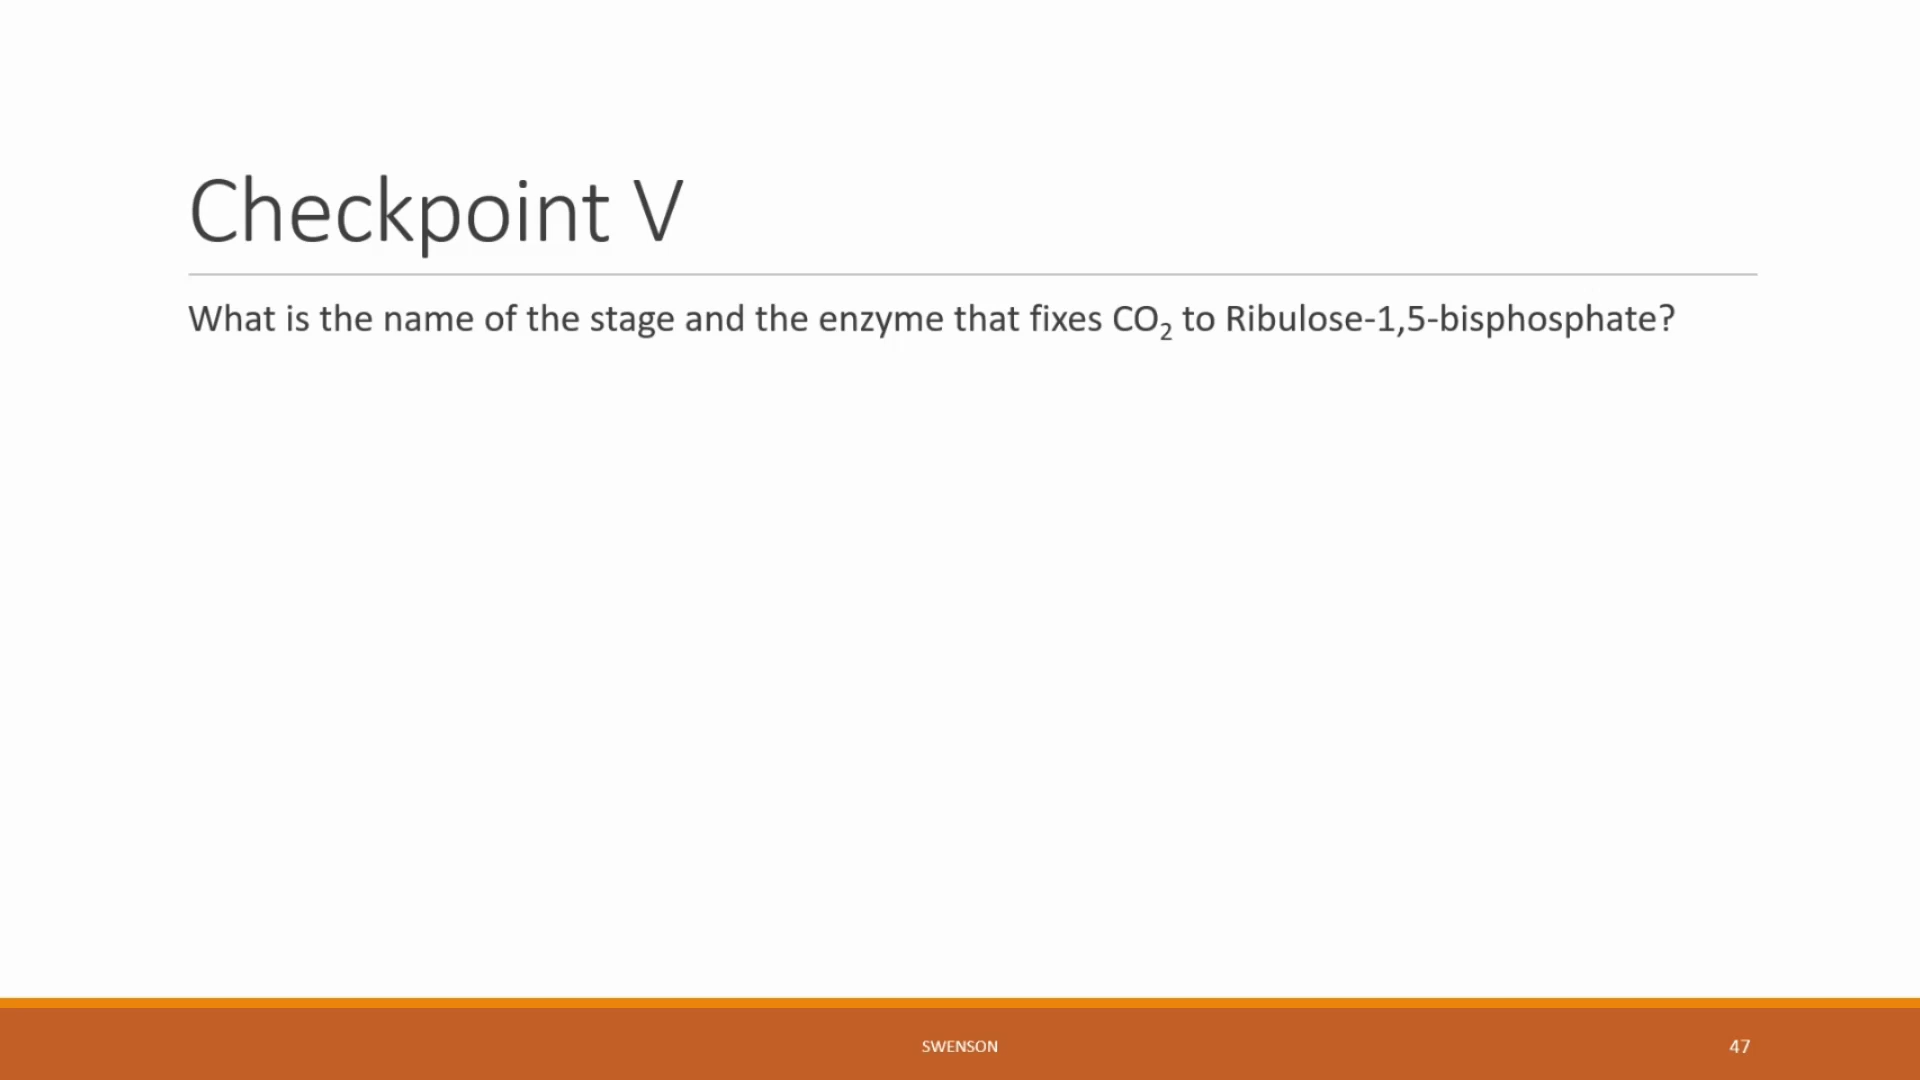 Checkpoint V
What is the name of the stage and the enzyme that fixes CO₂ to Ribulose-1,5-bisphosphate?
SWENSON
47